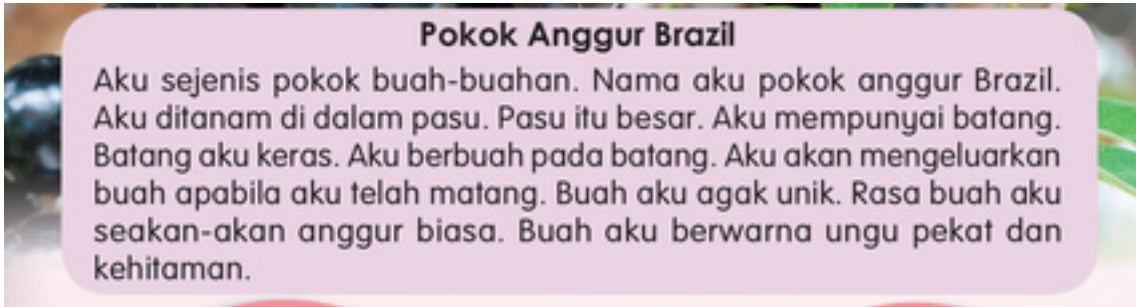 Pokok Anggur Brazil
Aku sejenis pokok buah-buahan. Nama aku pokok anggur Brazil.
Aku ditanam di dalam pasu. Pasu itu besar. Aku mempunyai batang.
Batang aku keras. Aku berbuah pada batang. Aku akan mengeluarkan
buah apabila aku telah matang. Buah aku agak unik. Rasa buah aku
seakan-akan anggur biasa. Buah aku berwarna ungu pekat dan
kehitaman.